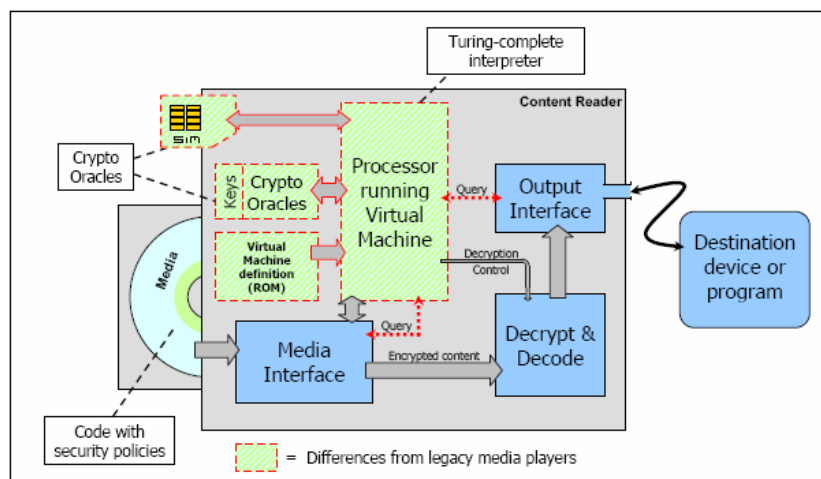 Turing-complete
interpreter
Content Reader
SiM
Crypto
Oracles
Keys
Crypto
Oracles
Processor
running
Virtual
Machine
Query
Output
Interface
Virtual
Machine
definition
(ROM)
Decryption
Control
Destination
device or
program
Media
Query
Media
Interface
Encrypted content
Decrypt &
Decode
Code with
security policies
= Differences from legacy media players